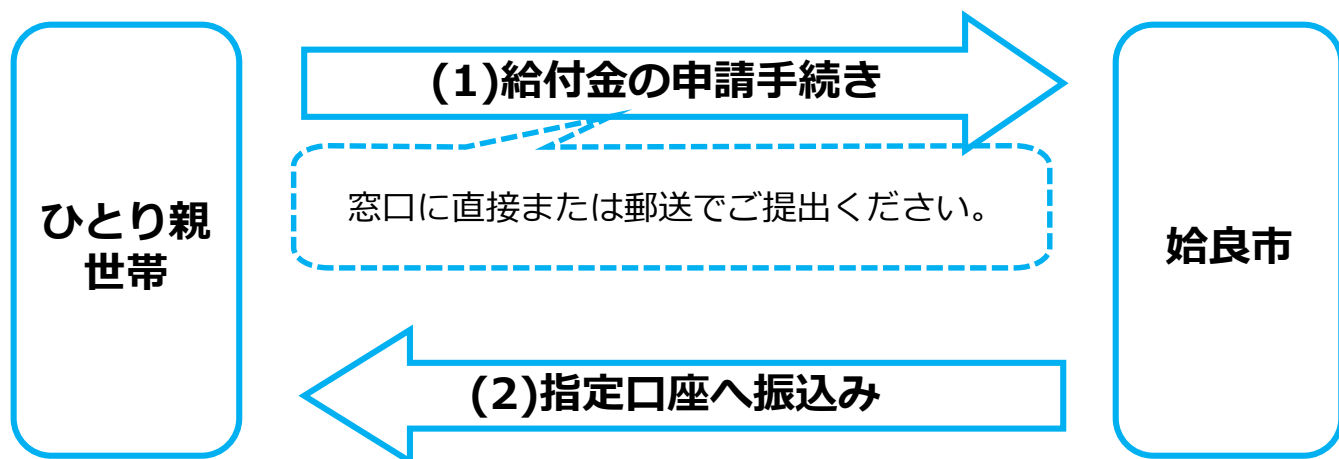 (1)給付金の申請手続き
窓口に直接または郵送でご提出ください。
ひとり親
世帯
姶良市
(2)指定口座へ振込み